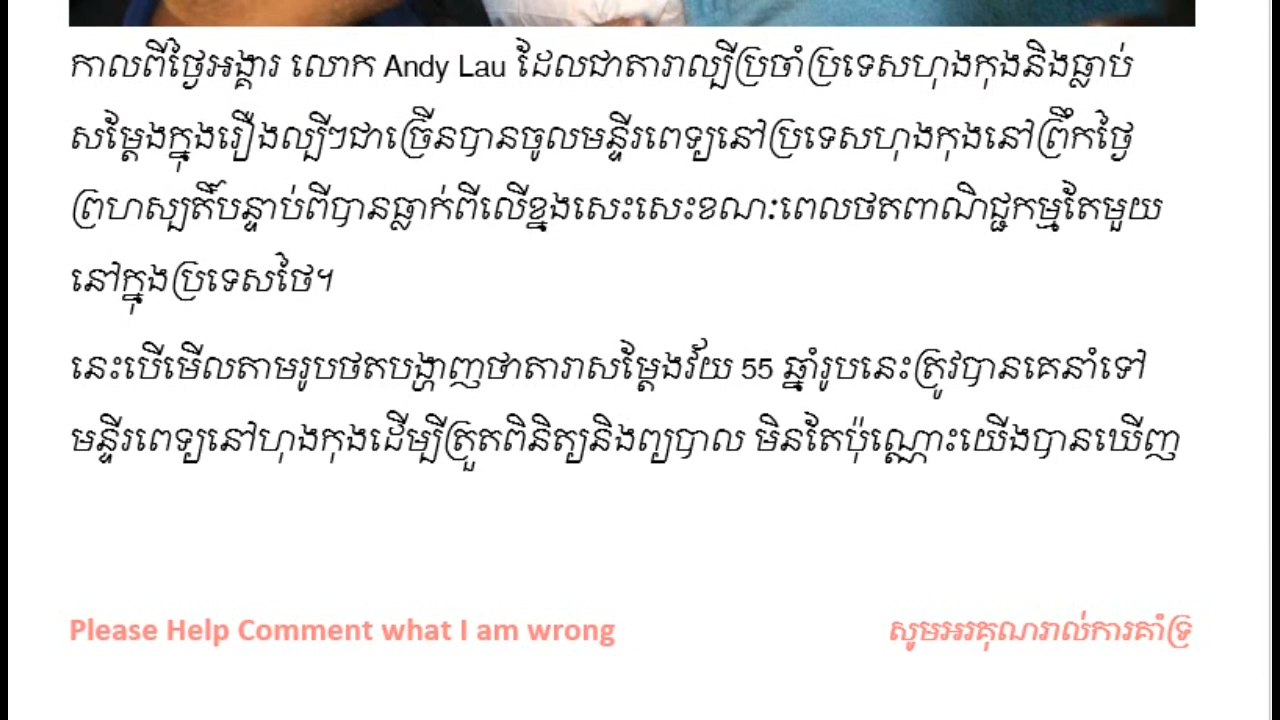 កាលពីថ្ងៃអង្គារ លោក Andy Lau ដែលជាតារាល្បីប្រចាំប្រទេសហុងកុងនិងធ្លាប់
សម្តែងក្នុងរឿងល្បីៗជាច្រើនបានចូលមន្ទីរពេទ្យនៅប្រទេសហុងកុងនៅព្រឹកថ្ងៃ
ព្រហស្បតិ៍បន្ទាប់ពីបានធ្លាក់ពីលើខ្នងសេះសេះខណៈពេលថតពាណិជ្ជកម្មតែមួយ
នៅក្នុងប្រទេសថៃ។
នេះបើមើលតាមរូបថតបង្ហាញថាតារាសម្តែងវ័យ 55 ឆ្នាំរូបនេះត្រូវបានគេនាំទៅ
មន្ទីរពេទ្យនៅហុងកុងដើម្បីត្រួតពិនិត្យនិងព្យបាល មិនតែប៉ុណ្ណោះយើងបានឃើញ
Please Help Comment what I am wrong
សូមអរគុណរាល់ការគាំទ្រ